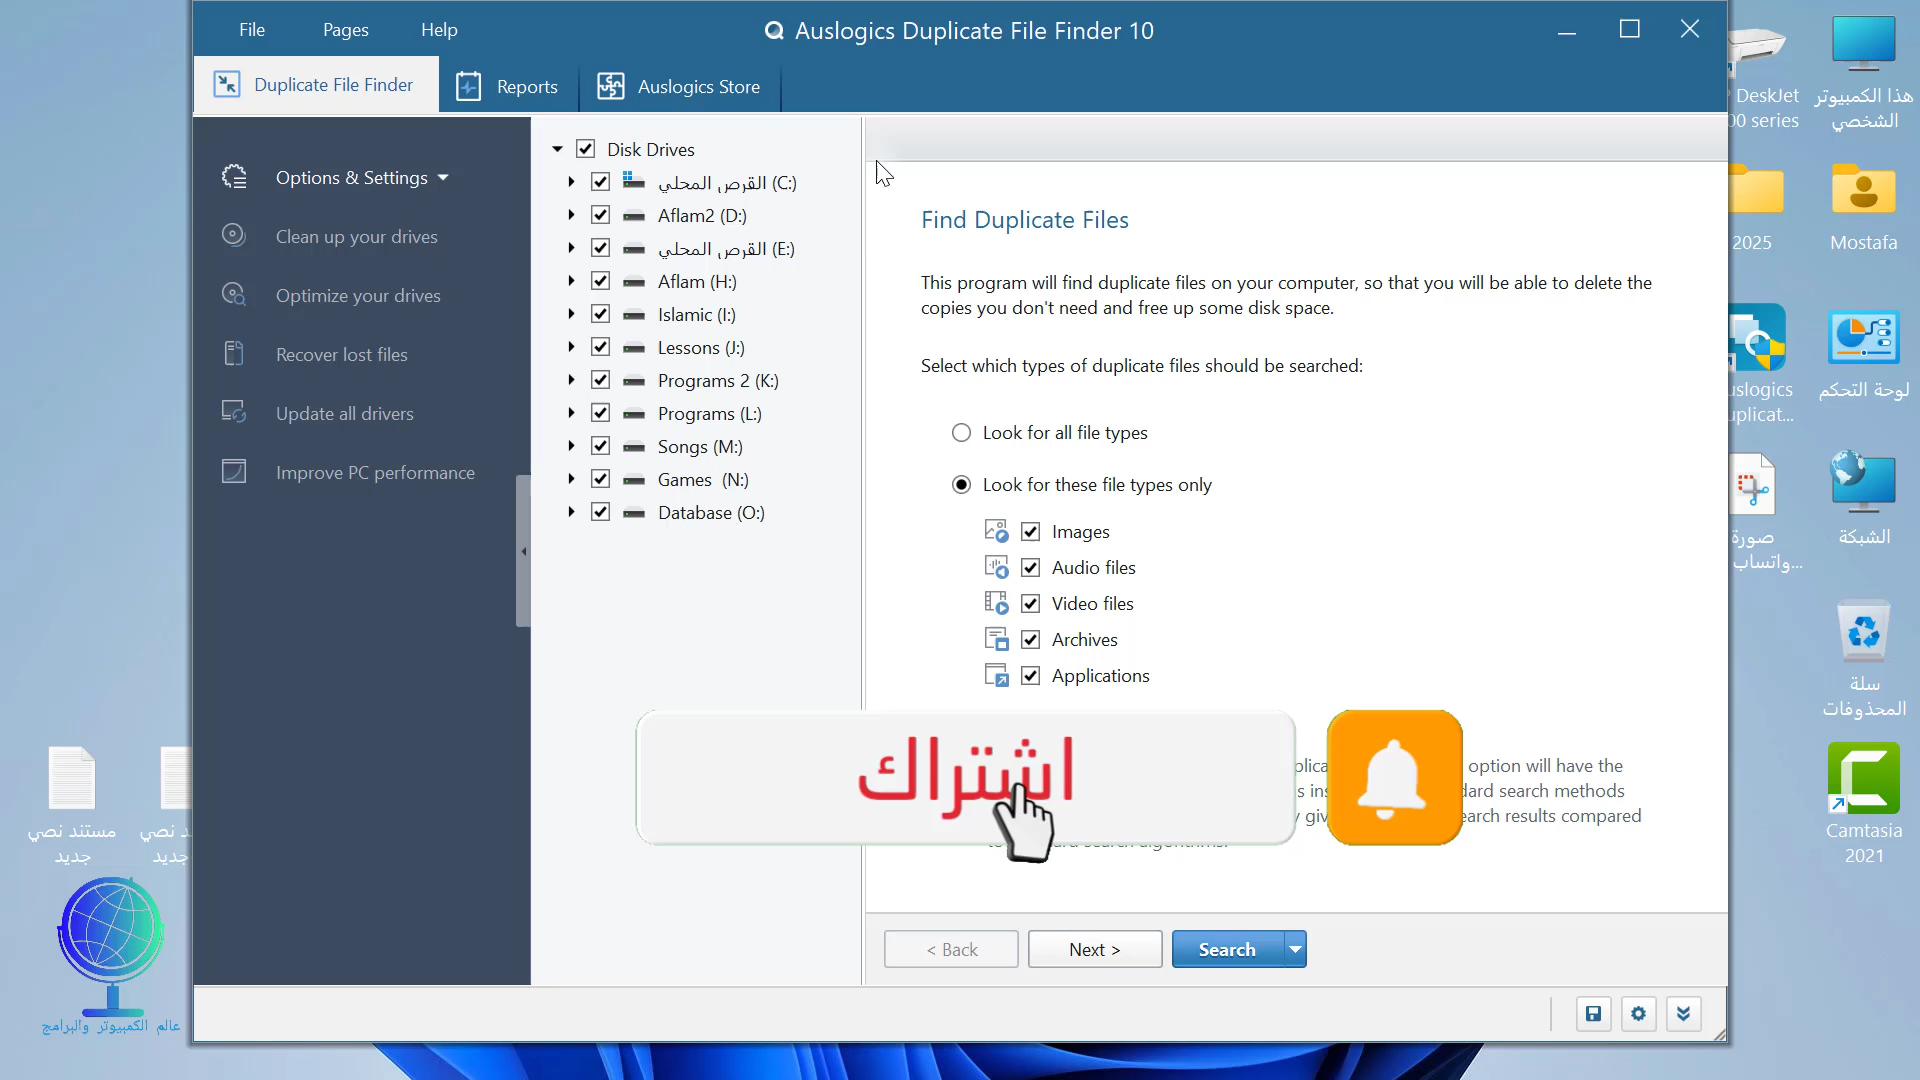 File Pages Help
Auslogics Duplicate File Finder 10
Duplicate File Finder
Reports
Auslogics Store
Options & Settings
Clean up your drives
Optimize your drives
Recover lost files
Update all drivers
Improve PC performance
Disk Drives
القرص المحلي (C:)
Aflam2 (D:)
القرص المحلي (E:)
Aflam (H:)
Islamic (I:)
Lessons (J:)
Programs 2 (K:)
Programs (L:)
Songs (M:)
Games (N:)
Database (O:)
Find Duplicate Files
This program will find duplicate files on your computer, so that you will be able to delete the
copies you don't need and free up some disk space.
Select which types of duplicate files should be searched:
Look for all file types
Look for these file types only
Images
Audio files
Video files
Archives
Applications
option will have the
search methods
search results compared
اشتراك
< Back
Next >
Search
DeskJet
series
هذا الكمبيوتر
الشخصي
2025
Mostafa
لوحة التحكم
صورة
واتساب...
الشبكة
سلة
المحذوفات
Camtasia
2021
مستند نصي
جديد
نصي
جديد
عالم الكمبيوتر والبرامج